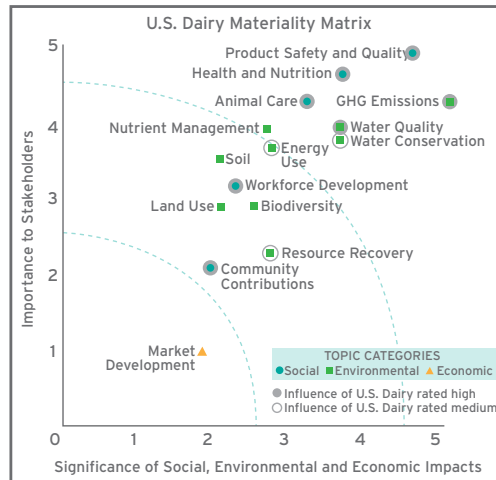 U.S. Dairy Materiality Matrix
Importance to Stakeholders
5
4
3
2
1
Product Safety and Quality
Health and Nutrition
Animal Care
GHG Emissions
Nutrient Management
Water Quality
Water Conservation
Energy
Use
Soil
Workforce Development
Land Use
Biodiversity
Resource Recovery
Community
Contributions
Market
Development
TOPIC CATEGORIES
Social Environmental Economic
Influence of U.S. Dairy rated high
Influence of U.S. Dairy rated medium
0 1 2 3 4 5
Significance of Social, Environmental and Economic Impacts